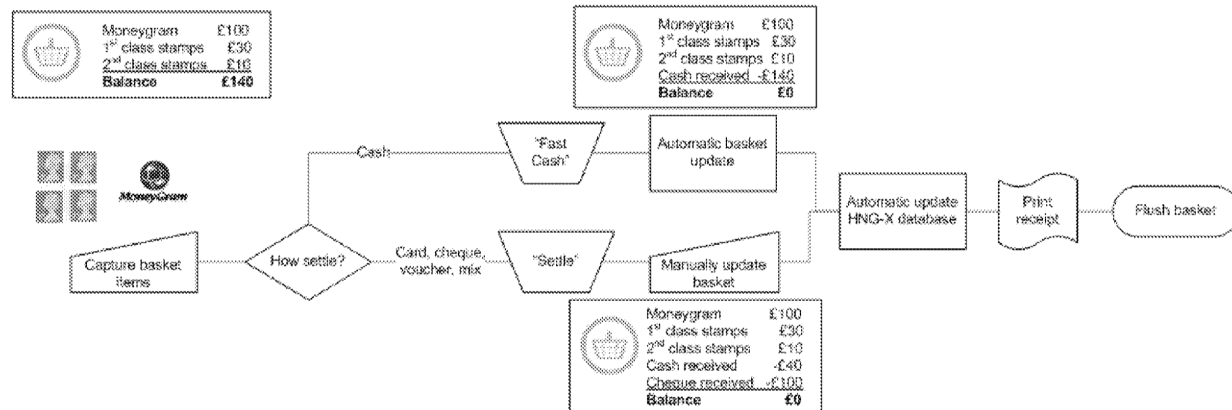 Moneygram £100
1st class stamps £30
2nd class stamps £10
Balance £140
Moneygram £100
1st class stamps £30
2nd class stamps £10
Cash received -£140
Balance £0
MoneyGram
Capture basket
items
How settle?
Cash
"Fast
Cash"
Automatic basket
update
Card, cheque,
voucher, mix
"Settle"
Manually update
basket
Automatic update
HNG-X database
Print
receipt
Flush basket
Moneygram £100
1st class stamps £30
2nd class stamps £10
Cash received -£40
Cheque received -£100
Balance £0